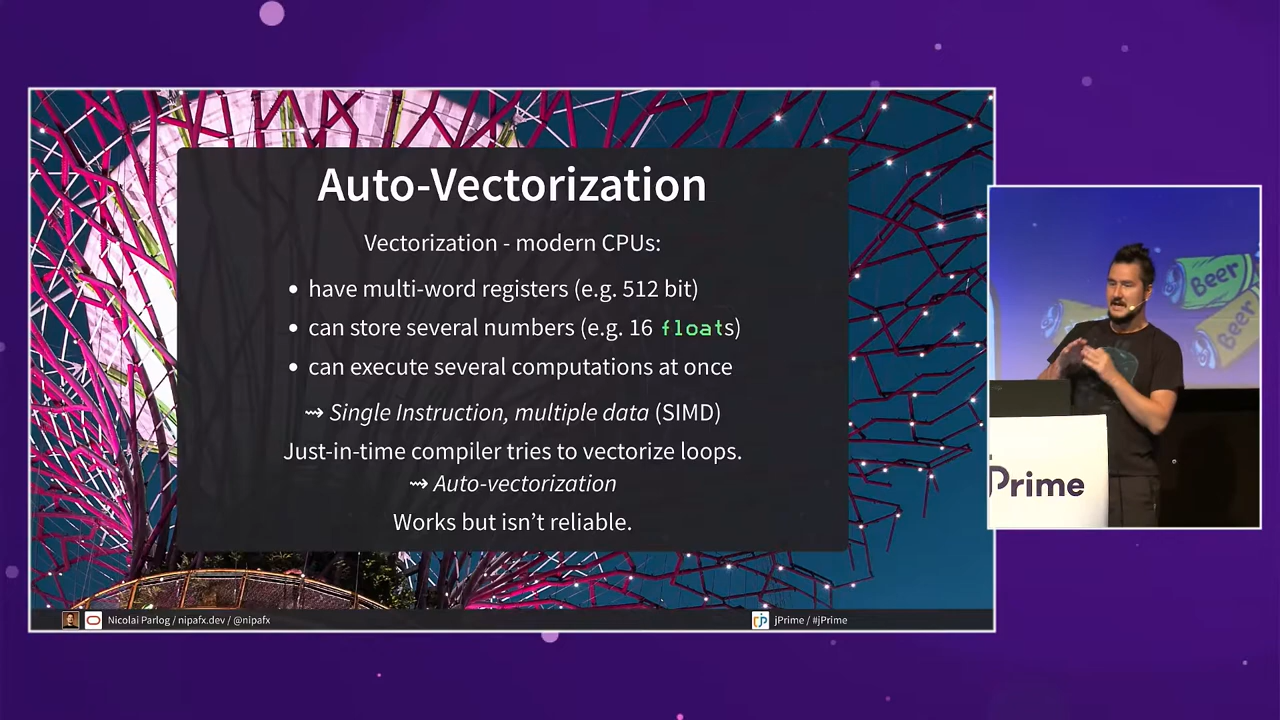 Auto-Vectorization
Vectorization - modern CPUs:
• have multi-word registers (e.g. 512 bit)
• can store several numbers (e.g. 16 floats)
• can execute several computations at once
⇝ Single Instruction, multiple data (SIMD)
Just-in-time compiler tries to vectorize loops.
⇝ Auto-vectorization
Works but isn't reliable.
Nicolai Parlog / nipafx.dev / @nipafx
jPrime / #jPrime
Beer
Beer
jPrime